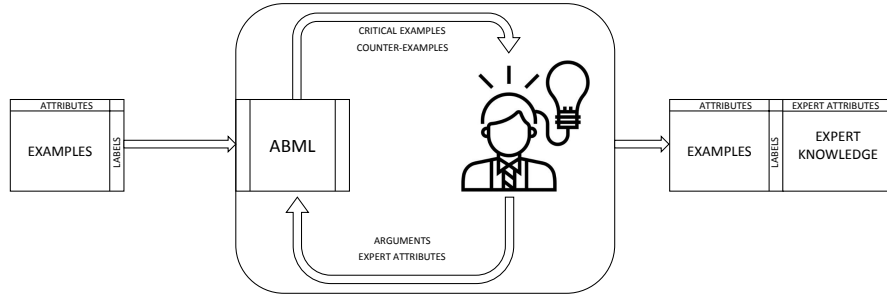 ATTRIBUTES
EXAMPLES
LABELS
CRITICAL EXAMPLES
COUNTER-EXAMPLES
ABML
ARGUMENTS
EXPERT ATTRIBUTES
ATTRIBUTES
EXPERT ATTRIBUTES
EXAMPLES
LABELS
EXPERT
KNOWLEDGE